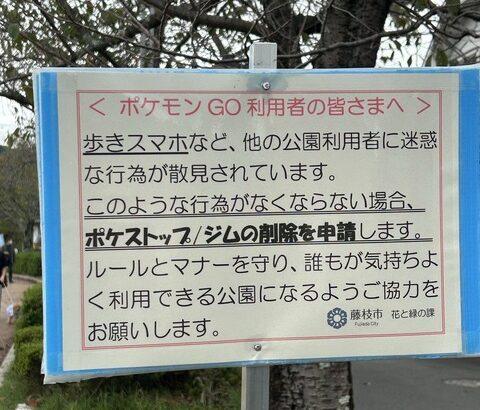 ＜ ポケモン GO 利用者の皆さまへ ＞
歩きスマホなど、他の公園利用者に迷惑
な行為が散見されています。
このような行為がなくならない場合、
ポケストップ/ジムの削除を申請します。
ルールとマナーを守り、誰もが気持ちよ
く利用できる公園になるようご協力を
お願いします。
藤枝市 花と緑の課
Fujieda City